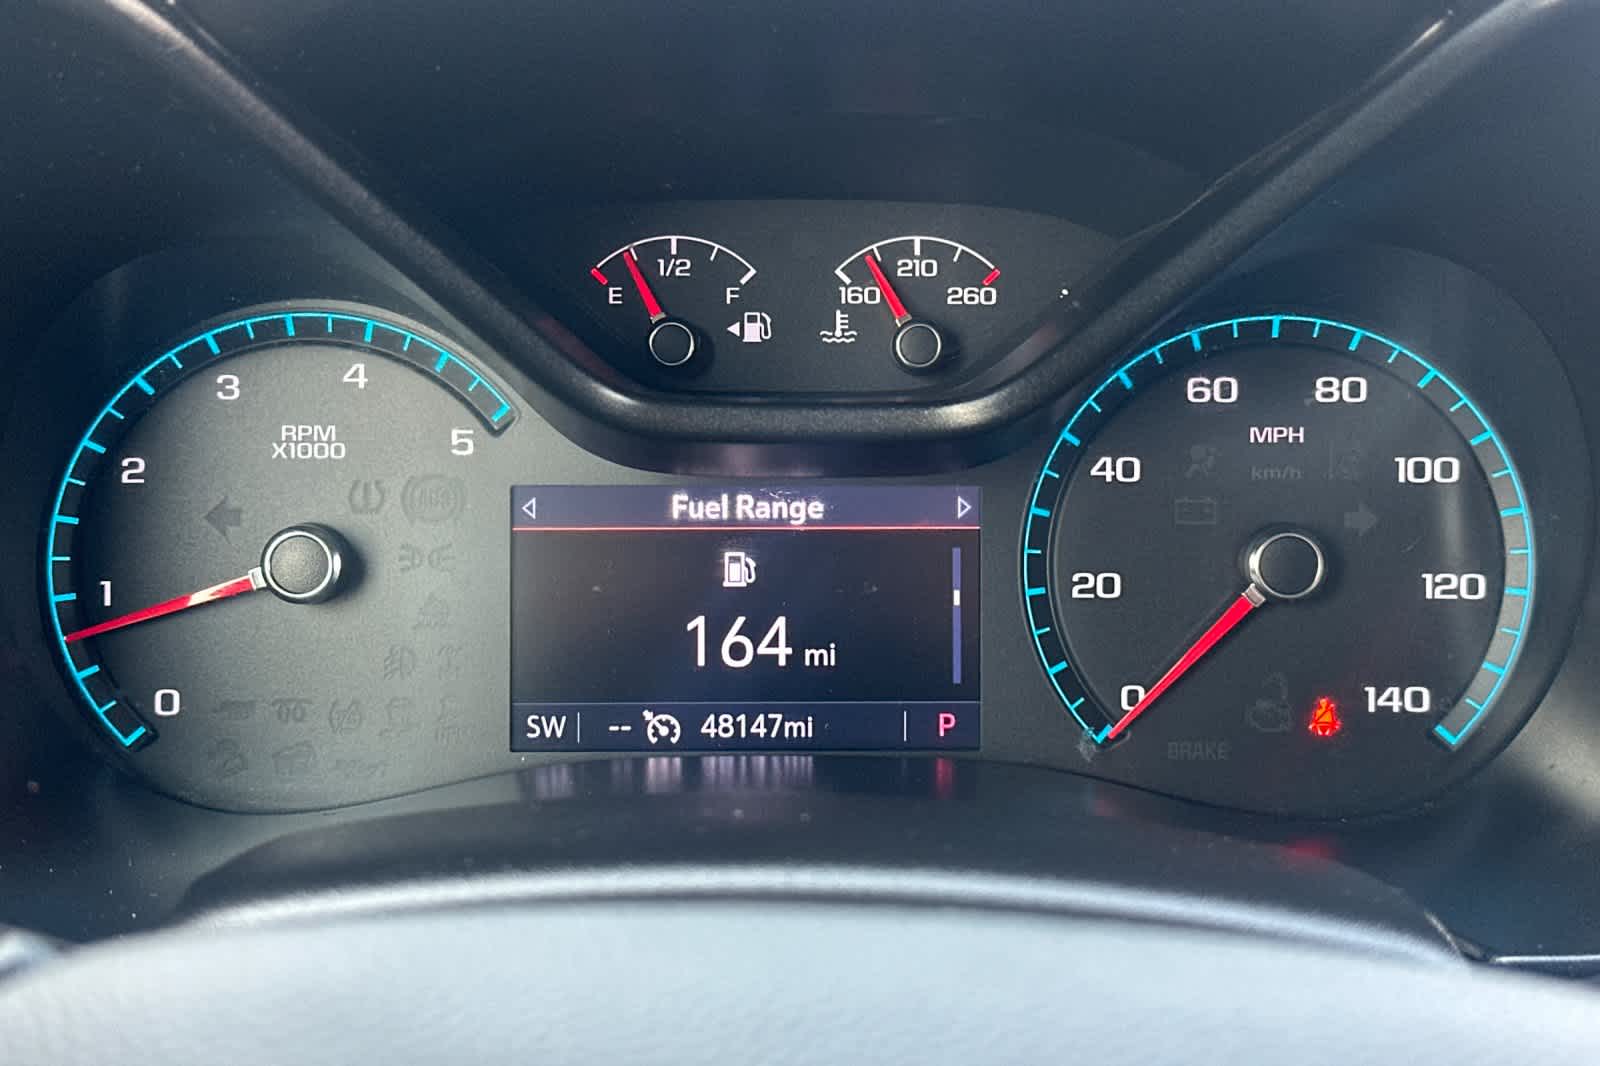 1/2
E F
210
160 260
0 1 2 3 4 5
RPM
X1000
Fuel Range
164 mi
SW -- 48147mi P
0 20 40 60 80 100 120 140
MPH
km/h
BRAKE
ABS